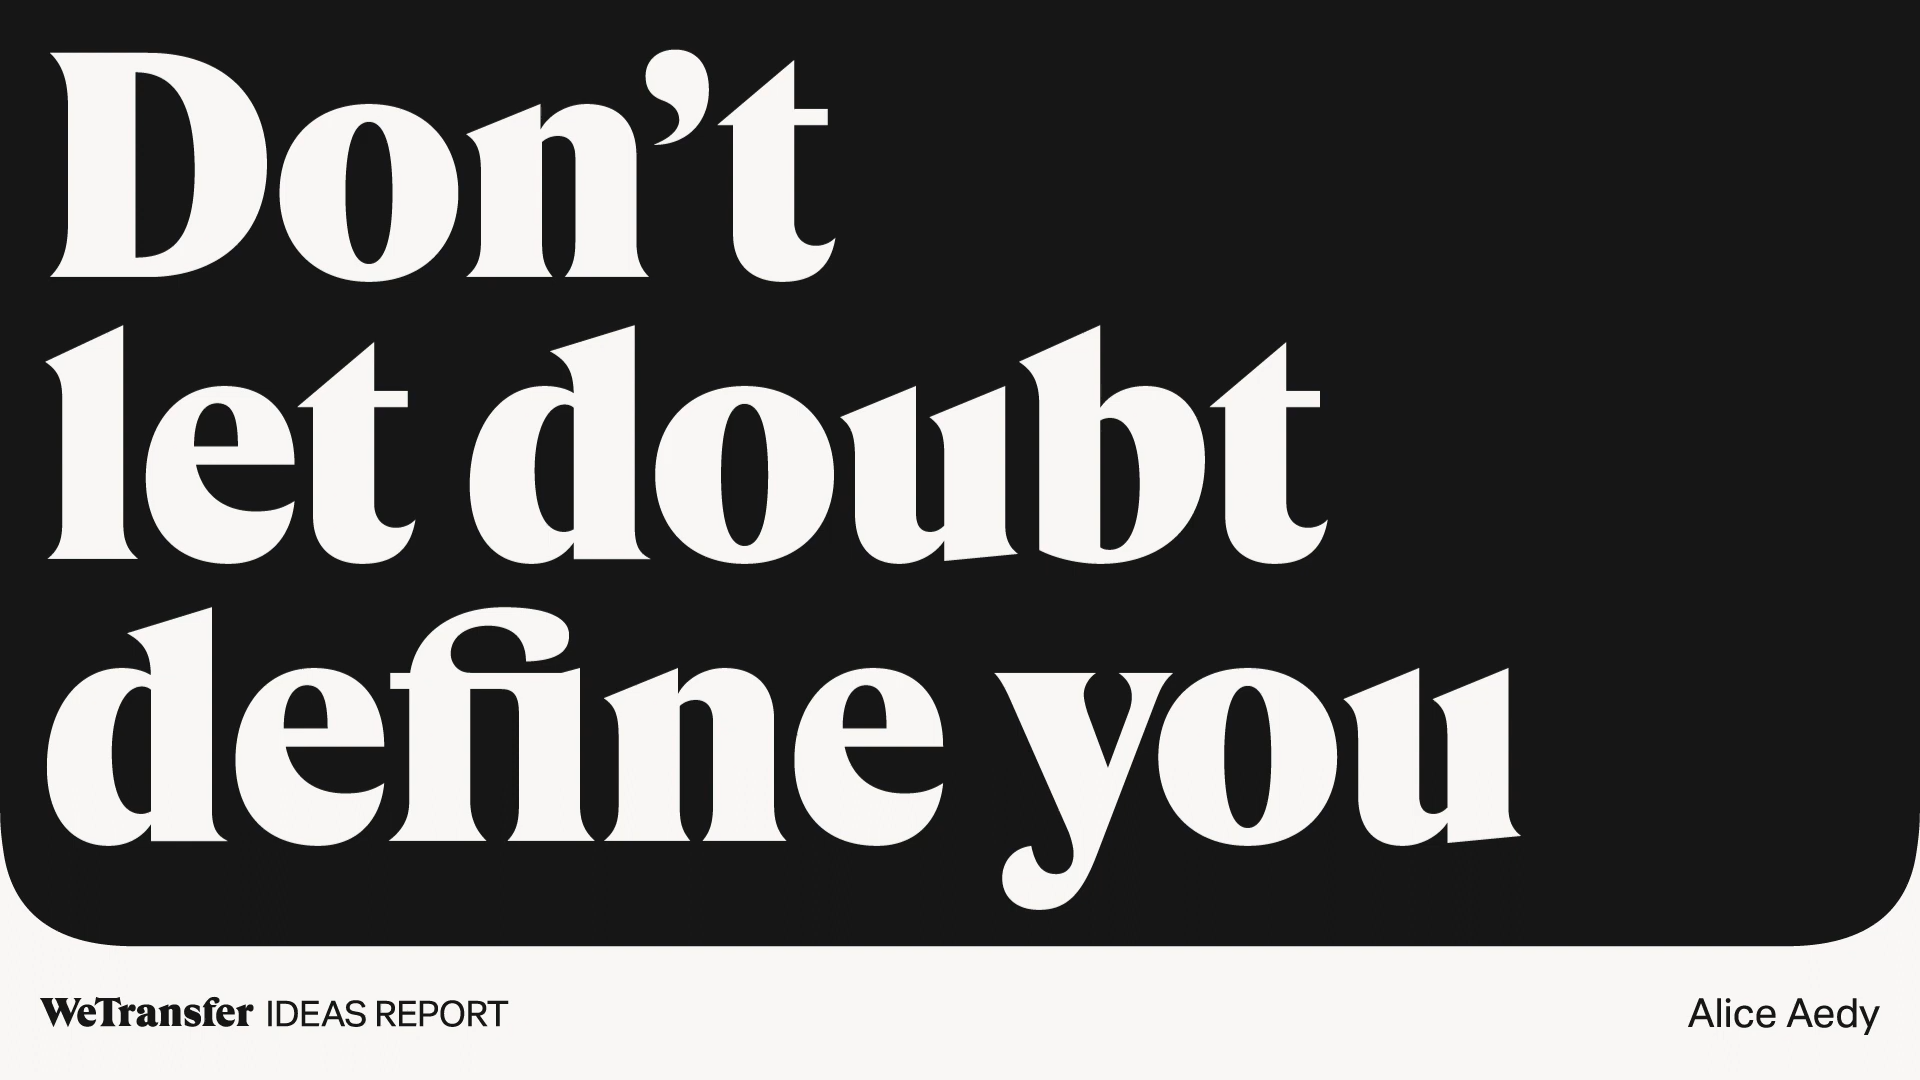 Don’t
let doubt
define you
WeTransfer IDEAS REPORT
Alice Aedy